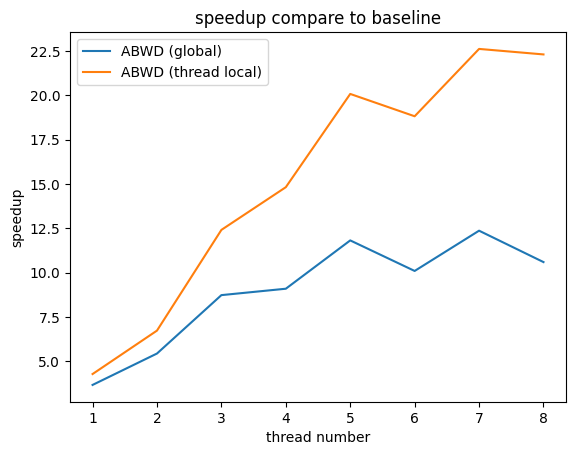 speedup compare to baseline
ABWD (global)
ABWD (thread local)
speedup
22.5
20.0
17.5
15.0
12.5
10.0
7.5
5.0
1 2 3 4 5 6 7 8
thread number